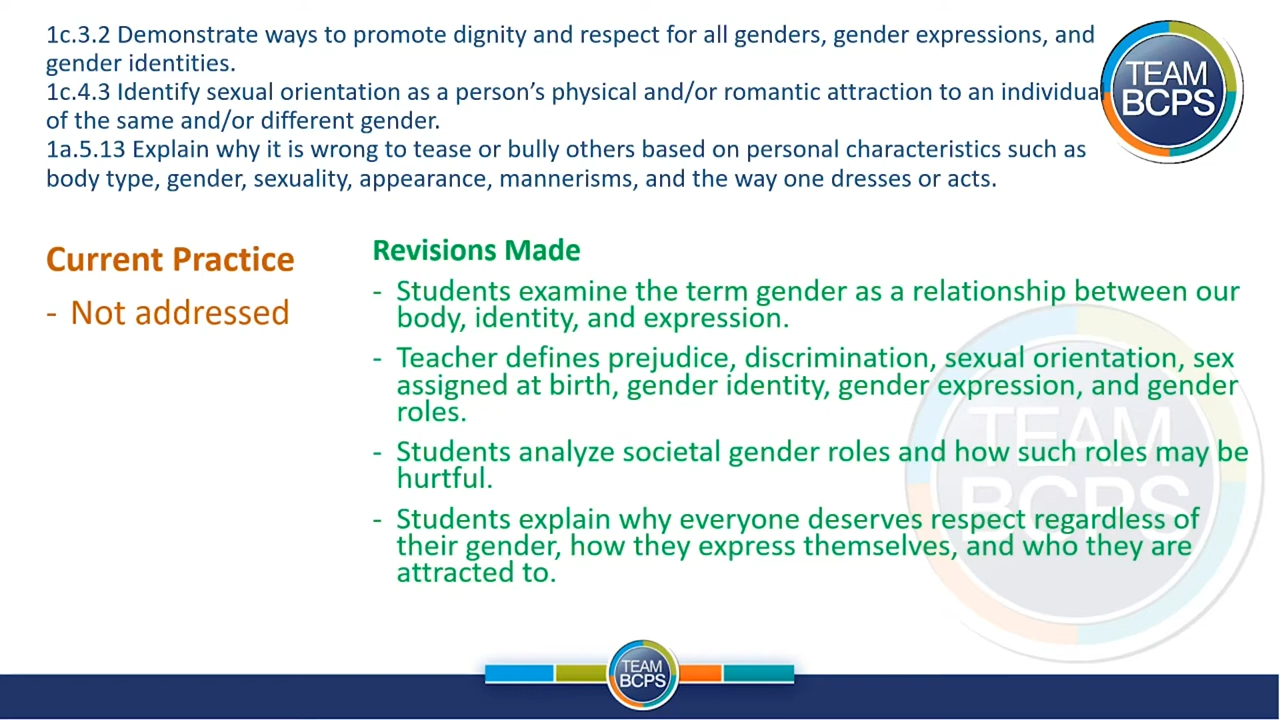 1c.3.2 Demonstrate ways to promote dignity and respect for all genders, gender expressions, and
gender identities.
1c.4.3 Identify sexual orientation as a person’s physical and/or romantic attraction to an individua
of the same and/or different gender.
1a.5.13 Explain why it is wrong to tease or bully others based on personal characteristics such as
body type, gender, sexuality, appearance, mannerisms, and the way one dresses or acts.
TEAM
BCPS
Current Practice
- Not addressed
Revisions Made
- Students examine the term gender as a relationship between our
body, identity, and expression.
- Teacher defines prejudice, discrimination, sexual orientation, sex
assigned at birth, gender identity, gender expression, and gender
roles.
- Students analyze societal gender roles and how such roles may be
hurtful.
- Students explain why everyone deserves respect regardless of
their gender, how they express themselves, and who they are
attracted to.
TEAM
BCPS
TEAM
BCPS